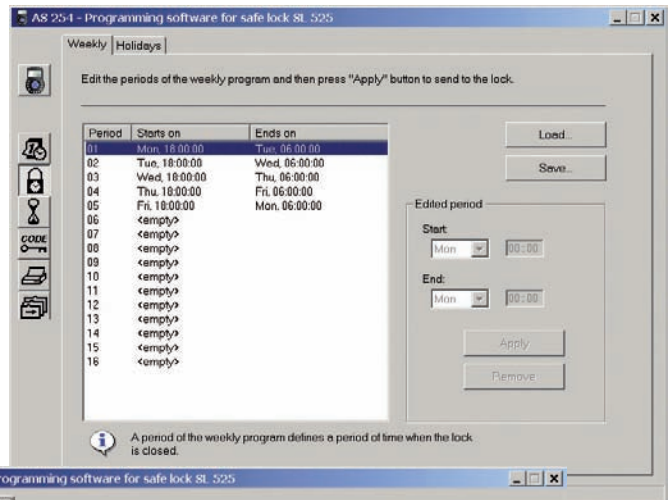 AS 254 - Programming software for safe lock SL 525
Weekly Holidays
Edit the periods of the weekly program and then press "Apply" button to send to the lock.
Period Starts on Ends on
01 Mon, 18:00:00 Tue, 06:00:00
02 Tue, 18:00:00 Wed, 06:00:00
03 Wed, 18:00:00 Thu, 06:00:00
04 Thu, 18:00:00 Fri, 06:00:00
05 Fri, 18:00:00 Mon, 06:00:00
06 <empty>
07 <empty>
08 <empty>
09 <empty>
10 <empty>
11 <empty>
12 <empty>
13 <empty>
14 <empty>
15 <empty>
16 <empty>
Load...
Save...
Edited period
Start:
Mon 00:00
End:
Mon 00:00
Apply
Remove
CODE
A period of the weekly program defines a period of time when the lock
is closed.
rogramming software for safe lock SL 525